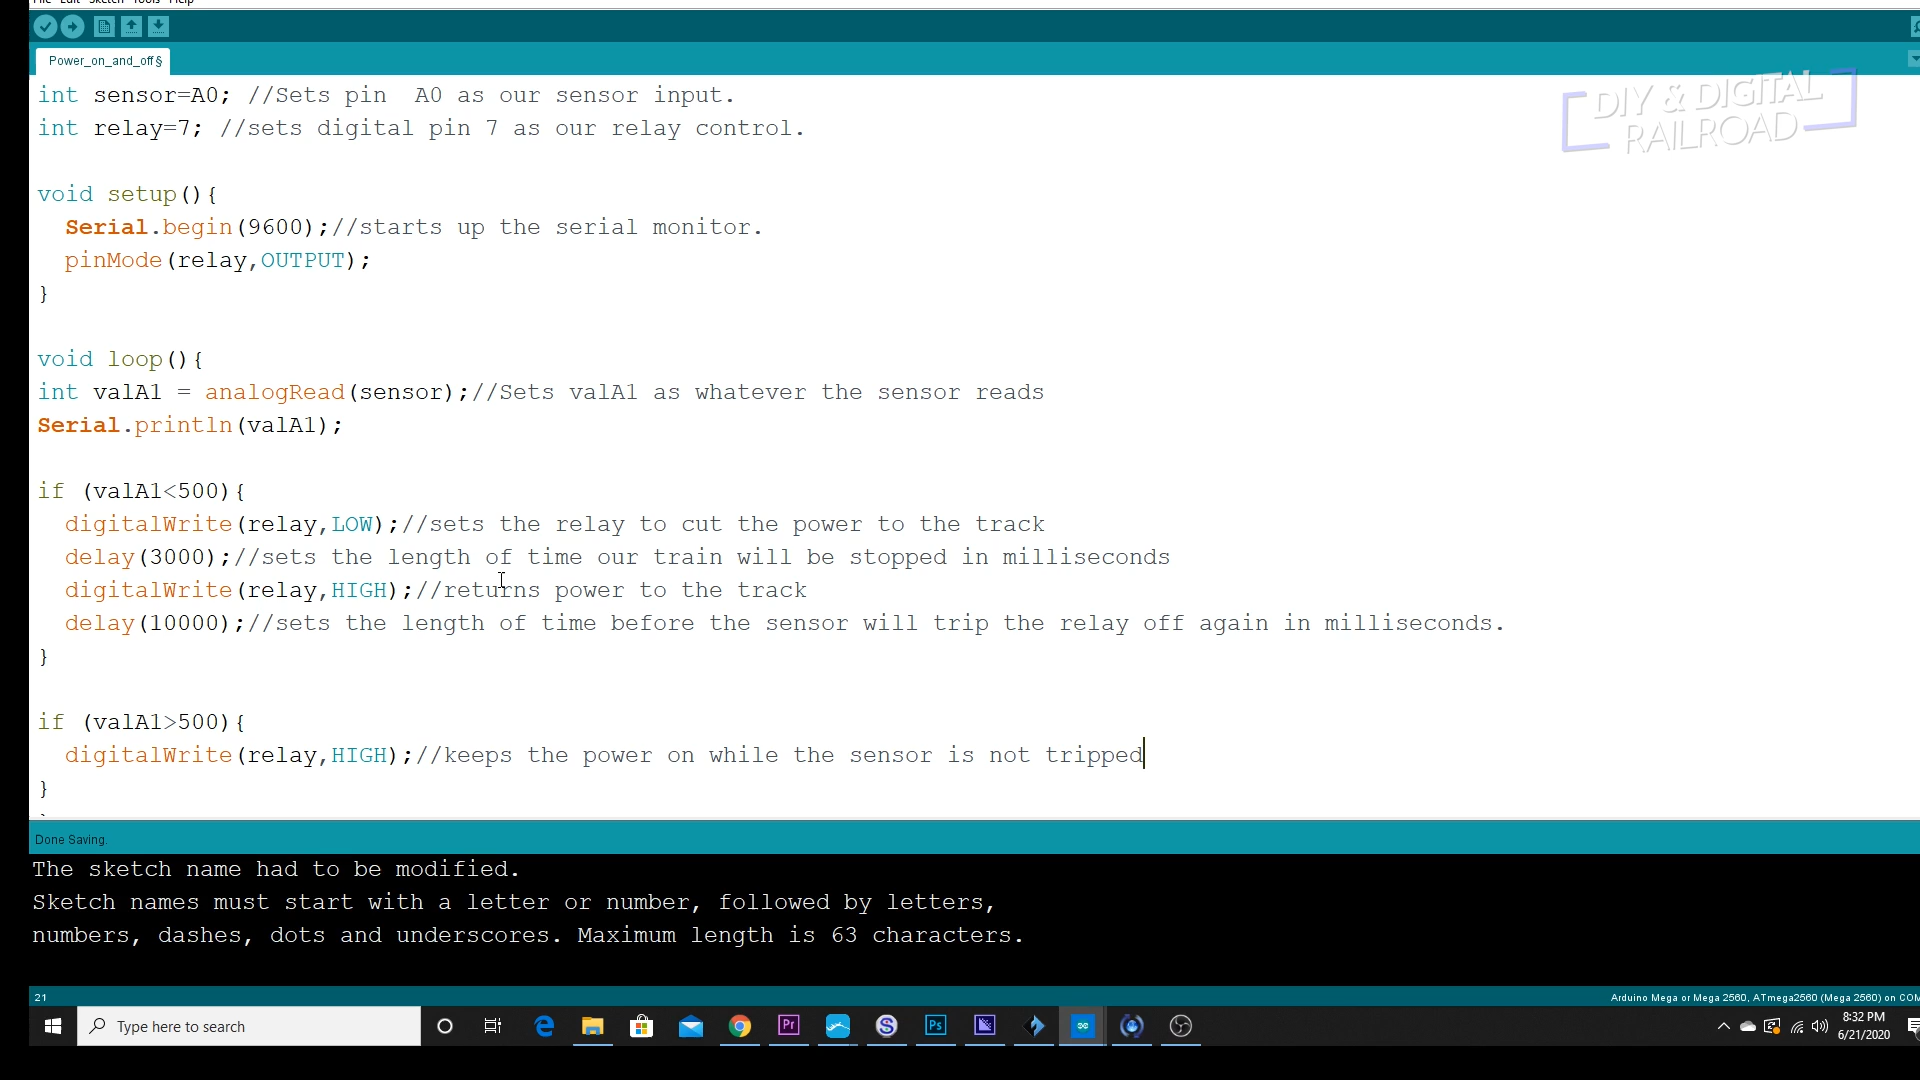 File Edit Sketch Tools Help
Power_on_and_off§
DIY & DIGITAL
RAILROAD
int sensor=A0; //Sets pin  A0 as our sensor input.
int relay=7; //sets digital pin 7 as our relay control.
void setup(){
Serial.begin(9600);//starts up the serial monitor.
pinMode(relay,OUTPUT);
}
void loop(){
int valA1 = analogRead(sensor);//Sets valA1 as whatever the sensor reads
Serial.println(valA1);
if (valA1<500){
digitalWrite(relay,LOW);//sets the relay to cut the power to the track
delay(3000);//sets the length of time our train will be stopped in milliseconds
digitalWrite(relay,HIGH);//returns power to the track
delay(10000);//sets the length of time before the sensor will trip the relay off again in milliseconds.
}
if (valA1>500){
digitalWrite(relay,HIGH);//keeps the power on while the sensor is not tripped
}
Done Saving.
The sketch name had to be modified.
Sketch names must start with a letter or number, followed by letters,
numbers, dashes, dots and underscores. Maximum length is 63 characters.
21
Arduino Mega or Mega 2560, ATmega2560 (Mega 2560) on COM
Type here to search
Pr
S
Ps
8:32 PM
6/21/2020